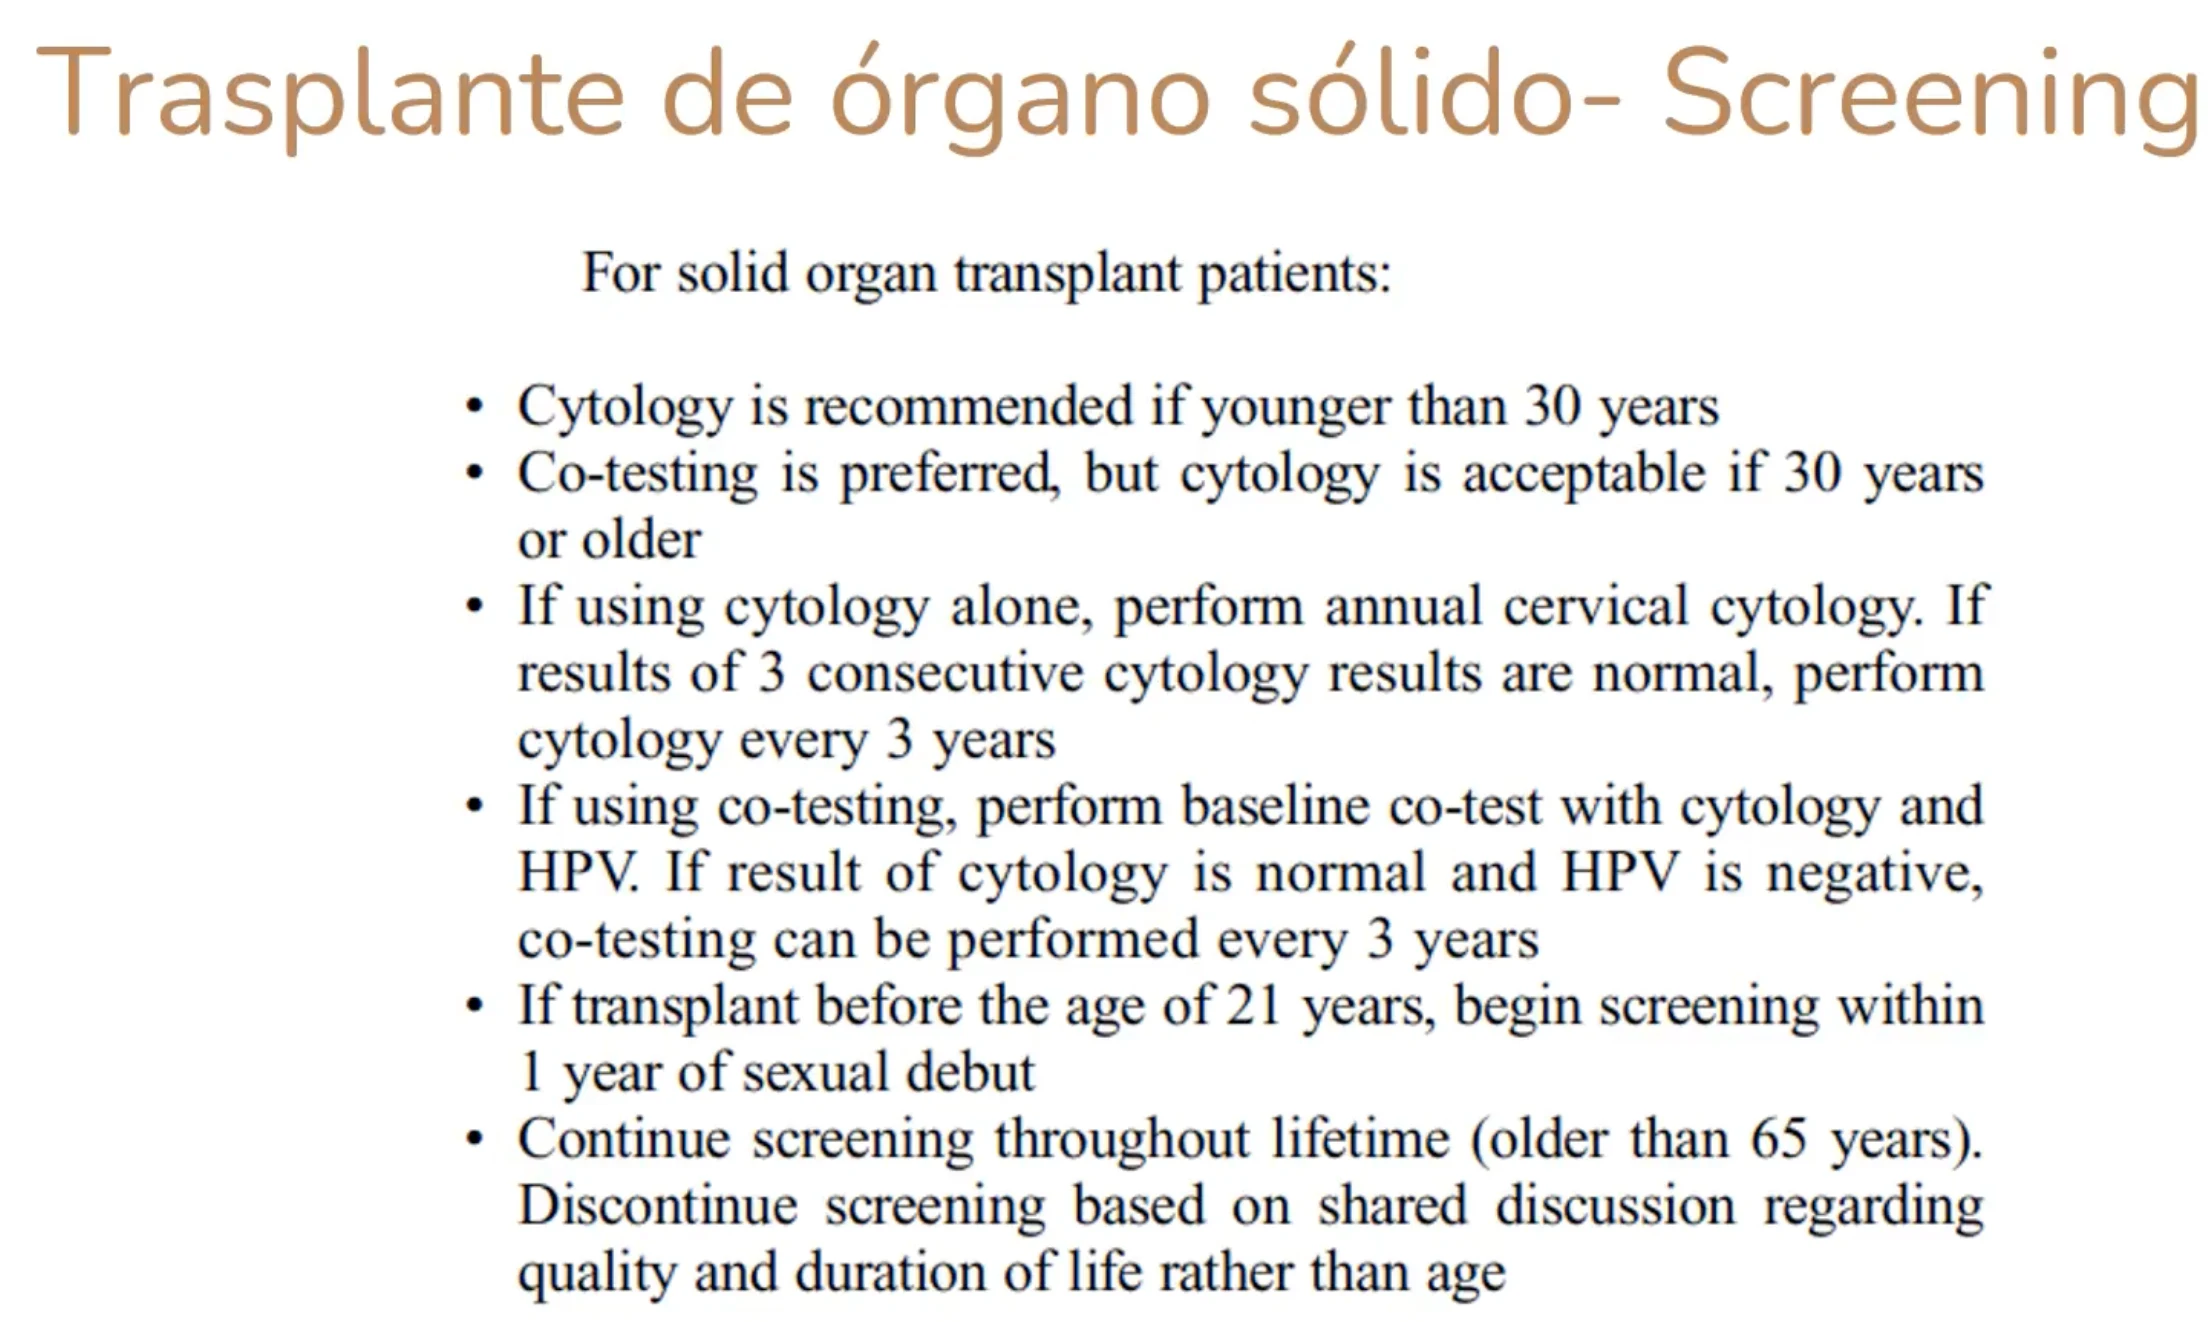 Trasplante de órgano sólido- Screening
For solid organ transplant patients:
• Cytology is recommended if younger than 30 years
• Co-testing is preferred, but cytology is acceptable if 30 years
or older
• If using cytology alone, perform annual cervical cytology. If
results of 3 consecutive cytology results are normal, perform
cytology every 3 years
• If using co-testing, perform baseline co-test with cytology and
HPV. If result of cytology is normal and HPV is negative,
co-testing can be performed every 3 years
• If transplant before the age of 21 years, begin screening within
1 year of sexual debut
• Continue screening throughout lifetime (older than 65 years).
Discontinue screening based on shared discussion regarding
quality and duration of life rather than age